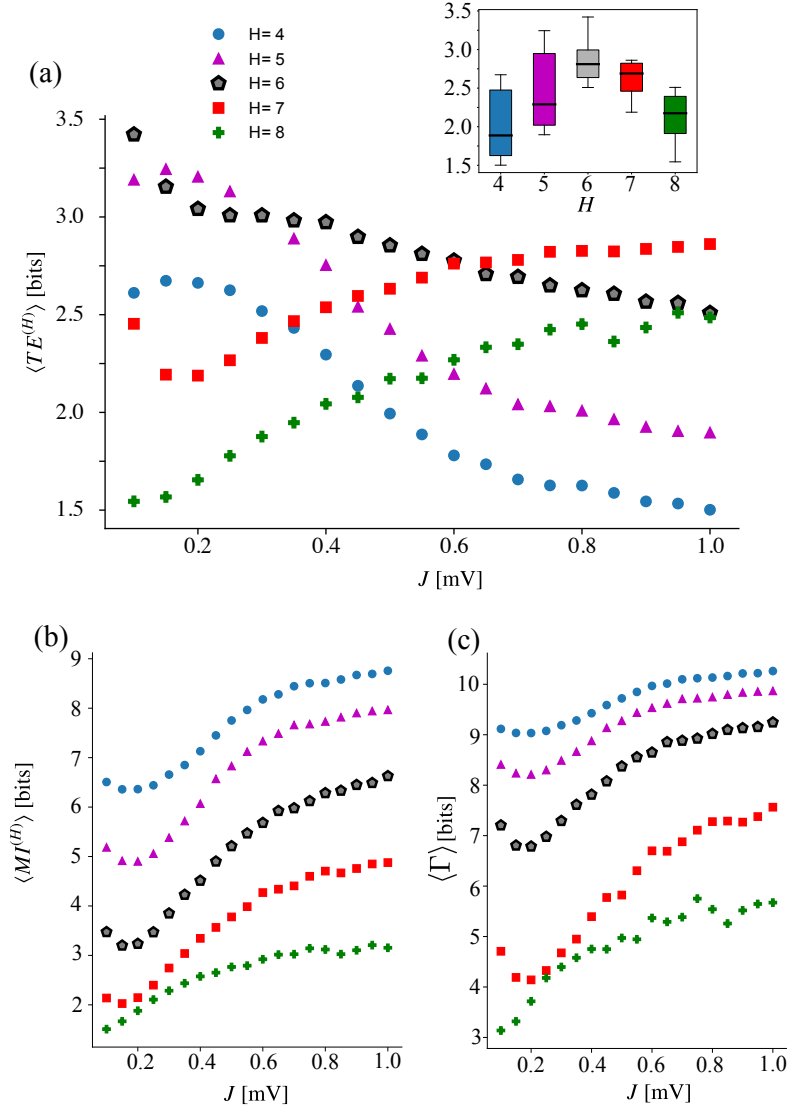 (a)
H= 4
H= 5
H= 6
H= 7
H= 8
3.5
3.0
2.5
2.0
1.5
4 5 6 7 8
H
3.5
3.0
2.5
2.0
1.5
⟨TE⁽ᴴ⁾⟩ [bits]
0.2 0.4 0.6 0.8 1.0
J [mV]
(b)
9
8
7
6
5
4
3
2
⟨MI⁽ᴴ⁾⟩ [bits]
0.2 0.4 0.6 0.8 1.0
J [mV]
(c)
10
9
8
7
6
5
4
3
⟨Γ⟩ [bits]
0.2 0.4 0.6 0.8 1.0
J [mV]